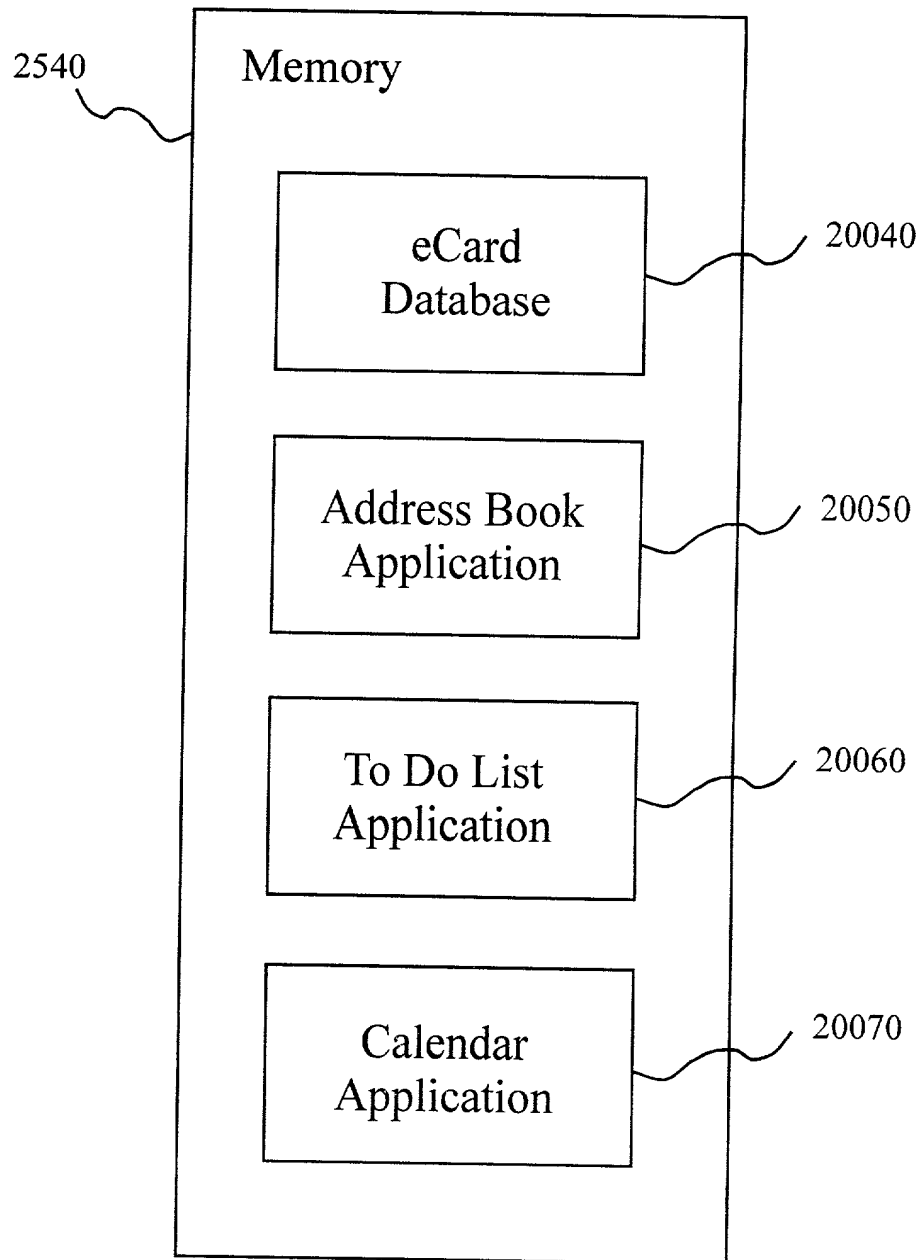 2540
Memory
eCard
Database
20040
Address Book
Application
20050
To Do List
Application
20060
Calendar
Application
20070